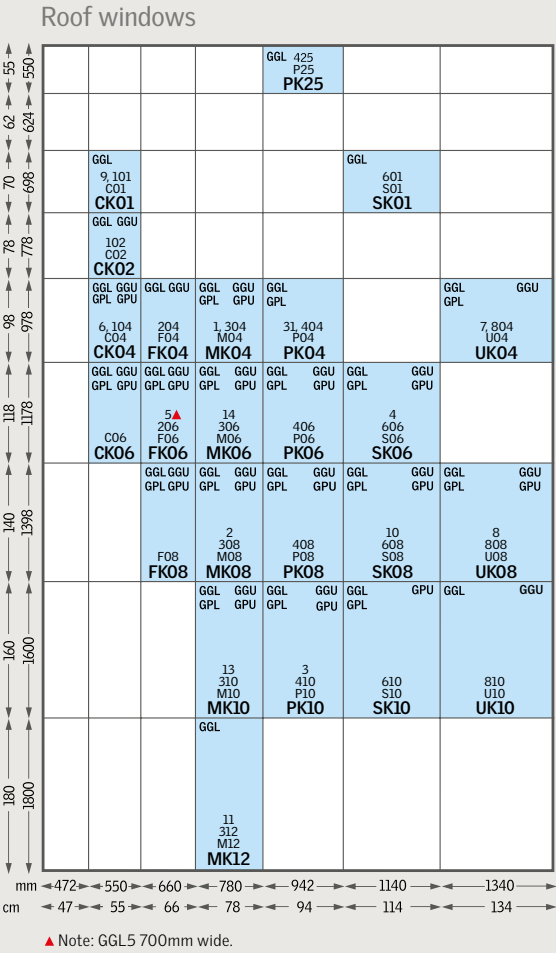 Roof windows
55 550
GGL 425
P25
PK25
62 624
70 698
GGL
9, 101
C01
CK01
GGL
601
S01
SK01
78 778
GGL GGU
102
C02
CK02
98 978
GGL GGU
GPL GPU
6, 104
C04
CK04
GGL GGU
204
F04
FK04
GGL GGU
GPL GPU
1, 304
M04
MK04
GGL
GPL
31, 404
P04
PK04
GGL GGU
GPL
7, 804
U04
UK04
118 1178
GGL GGU
GPL GPU
C06
CK06
GGL GGU
GPL GPU
5▲
206
F06
FK06
GGL GGU
GPL GPU
14
306
M06
MK06
GGL GGU
GPL GPU
406
P06
PK06
GGL GGU
GPL GPU
4
606
S06
SK06
140 1398
GGL GGU
GPL GPU
F08
FK08
GGL GGU
GPL GPU
2
308
M08
MK08
GGL GGU
GPL GPU
408
P08
PK08
GGL GGU
GPL GPU
10
608
S08
SK08
GGL GGU
GPL GPU
8
808
U08
UK08
160 1600
GGL GGU
GPL GPU
13
310
M10
MK10
GGL GGU
GPL GPU
3
410
P10
PK10
GGL GPU
GPL
610
S10
SK10
GGL GGU
810
U10
UK10
180 1800
GGL
11
312
M12
MK12
mm 472 550 660 780 942 1140 1340
cm 47 55 66 78 94 114 134
▲ Note: GGL5 700mm wide.